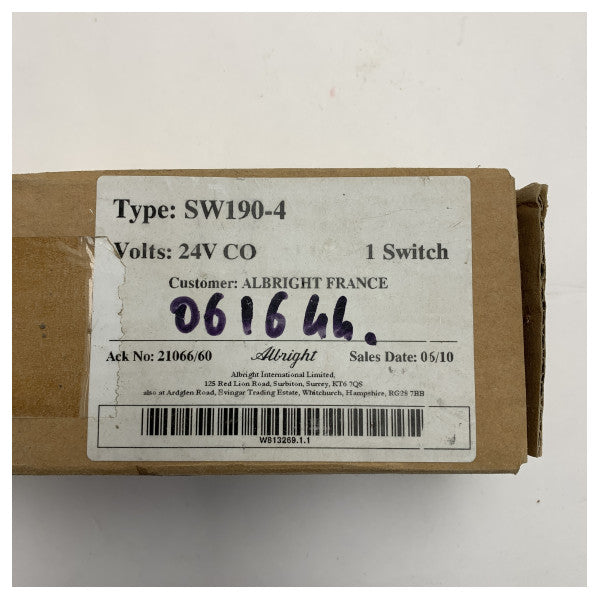 Type: SW190-4
Volts: 24V CO 1 Switch
Customer: ALBRIGHT FRANCE
061644.
Ack No: 21066/60 Albright Sales Date: 06/10
Albright International Limited,
125 Red Lion Road, Surbiton, Surrey, KT6 7QS
also at Ardglen Road, Evingar Trading Estate, Whitchurch, Hampshire, RG28 7BB
W813269.1.1